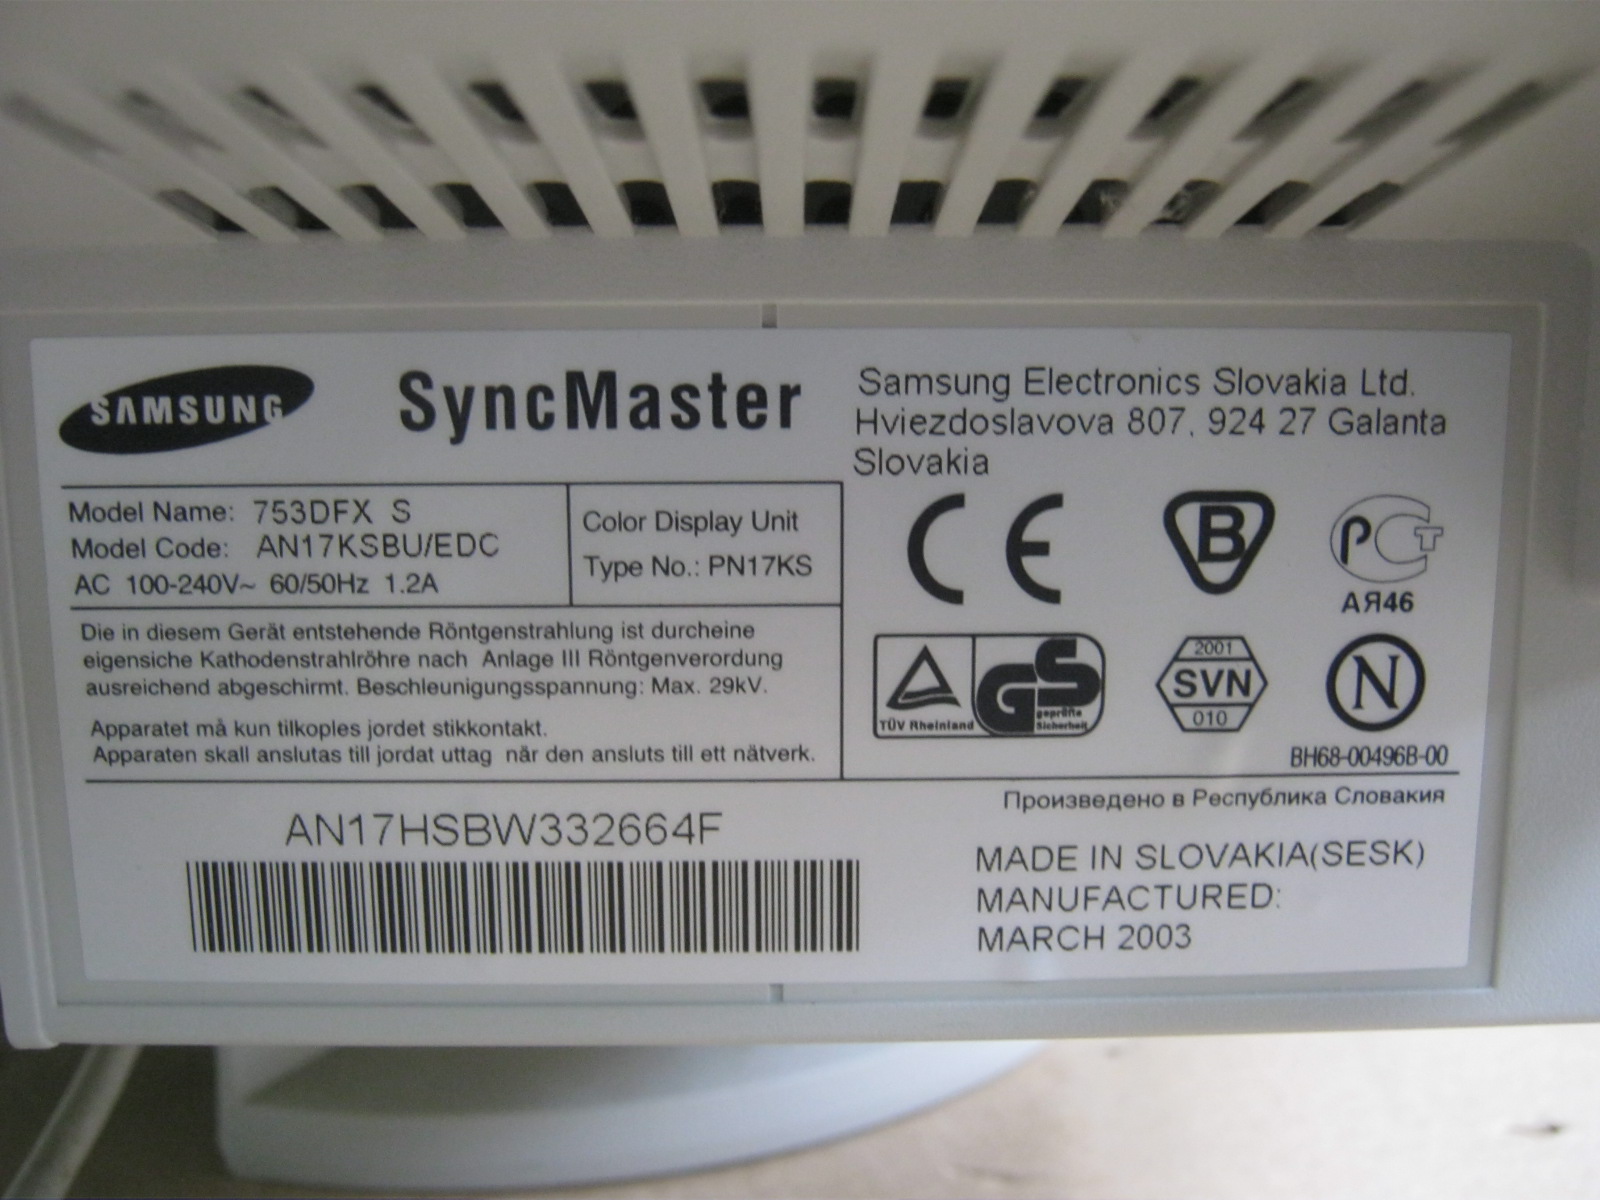 SAMSUNG
SyncMaster
Samsung Electronics Slovakia Ltd.
Hviezdoslavova 807, 924 27 Galanta
Slovakia
Model Name: 753DFX S
Model Code: AN17KSBU/EDC
AC 100-240V~ 60/50Hz 1.2A
Color Display Unit
Type No.: PN17KS
Die in diesem Gerät entstehende Röntgenstrahlung ist durcheine
eigensiche Kathodenstrahlröhre nach Anlage III Röntgenverordung
ausreichend abgeschirmt. Beschleunigungsspannung: Max. 29kV.
Apparatet må kun tilkoples jordet stikkontakt.
Apparaten skall anslutas till jordat uttag når den ansluts till ett nätverk.
CE
B
РСТ
АЯ46
TÜV Rheinland
GS
geprüfte
Sicherheit
2001
SVN
010
N
BH68-00496B-00
Произведено в Республика Словакия
AN17HSBW332664F
MADE IN SLOVAKIA(SESK)
MANUFACTURED:
MARCH 2003